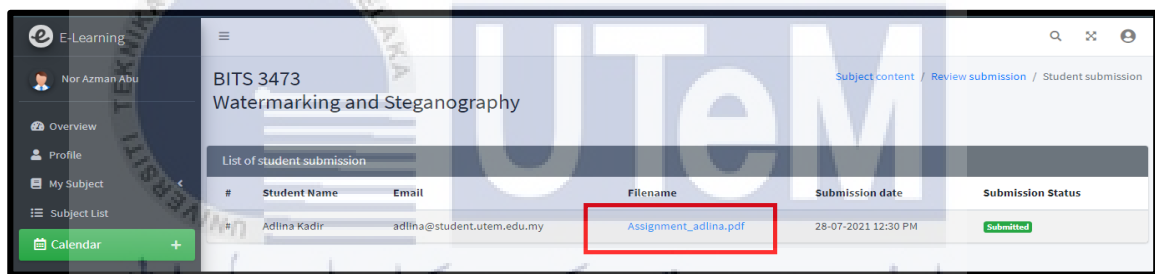 E-Learning
Nor Azman Abu
Overview
Profile
My Subject
Subject List
Calendar +
BITS 3473
Watermarking and Steganography
Subject content / Review submission / Student submission
List of student submission
# Student Name Email Filename Submission date Submission Status
# Adlina Kadir adlina@student.utem.edu.my Assignment_adlina.pdf 28-07-2021 12:30 PM Submitted
UTeM